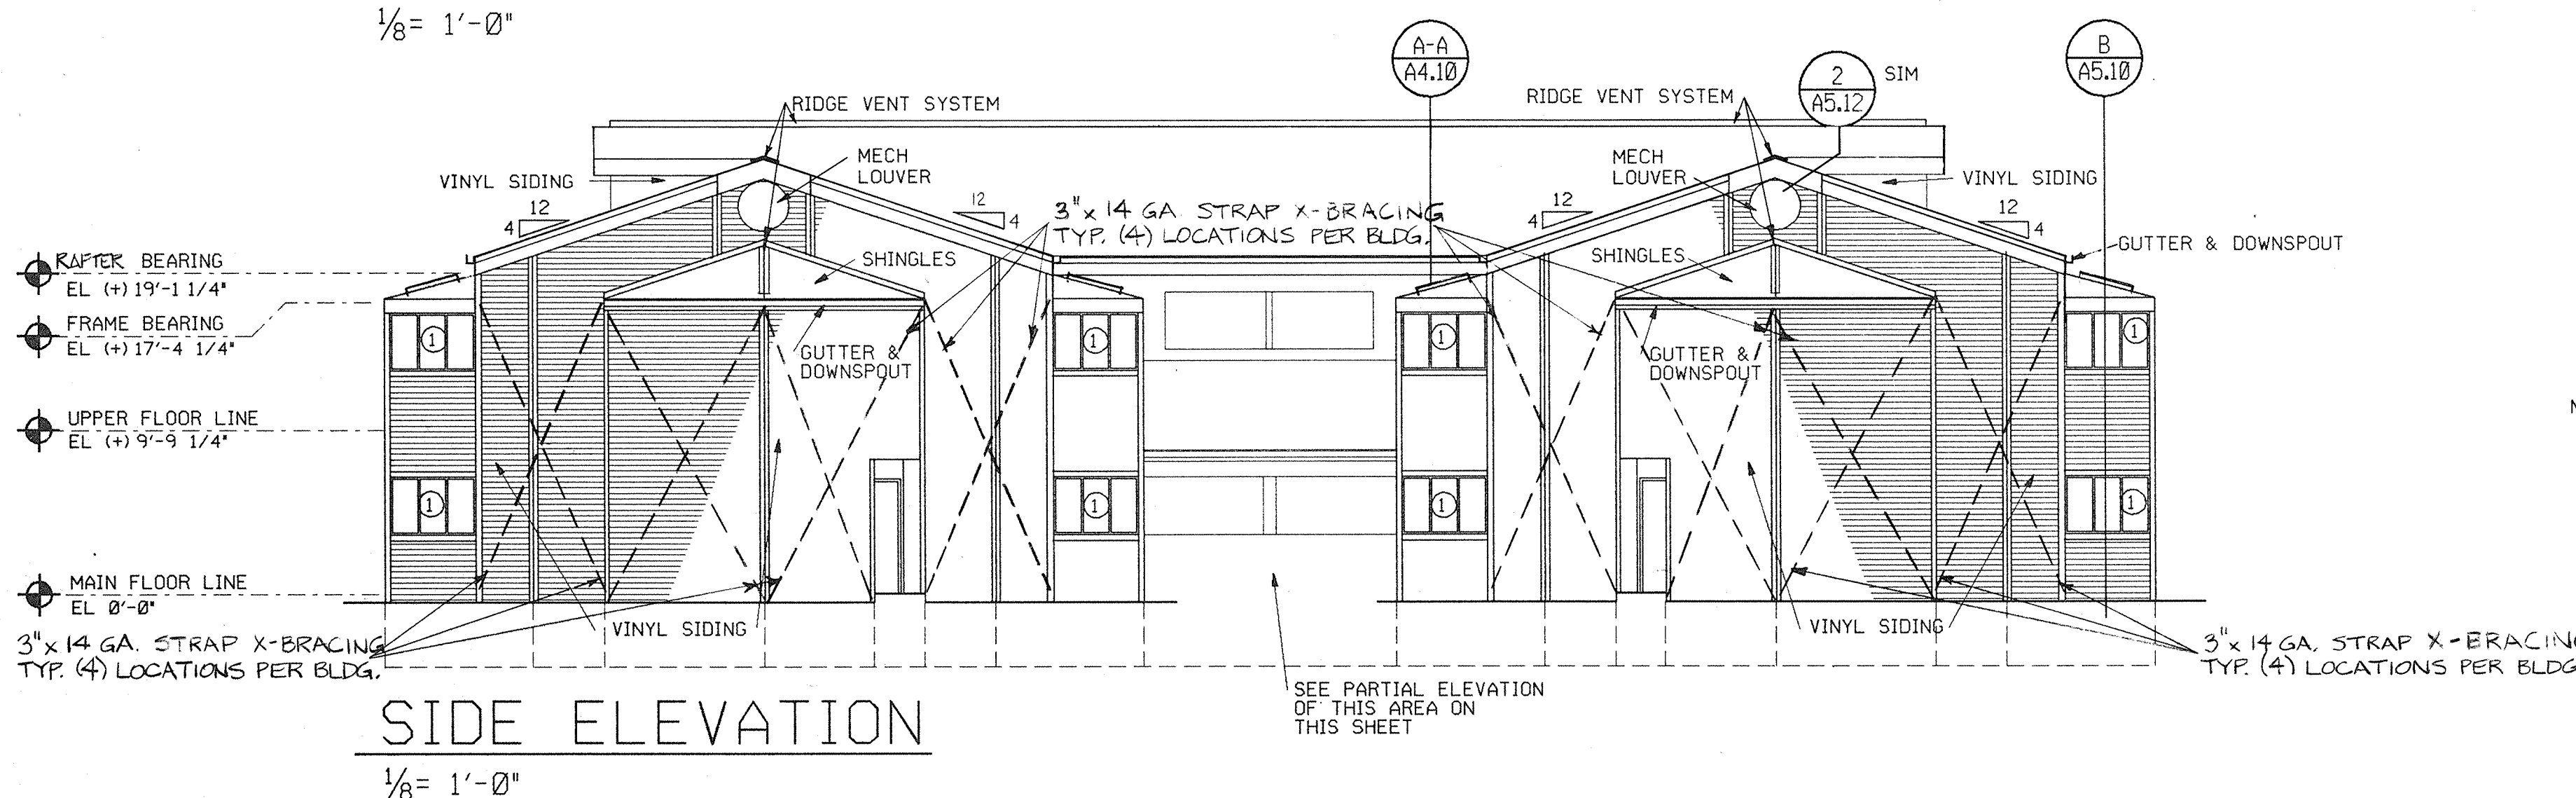 1/8= 1'-0"
A-A
A4.10
2
A5.12
SIM
B
A5.10
RIDGE VENT SYSTEM
RIDGE VENT SYSTEM
MECH
LOUVER
MECH
LOUVER
VINYL SIDING
VINYL SIDING
12
4
12
4
12
4
12
4
3"x 14 GA. STRAP X-BRACING
TYP. (4) LOCATIONS PER BLDG.
SHINGLES
SHINGLES
GUTTER & DOWNSPOUT
RAFTER BEARING
EL (+) 19'-1 1/4"
FRAME BEARING
EL (+) 17'-4 1/4"
1
1
1
1
GUTTER &
DOWNSPOUT
GUTTER &
DOWNSPOUT
UPPER FLOOR LINE
EL (+) 9'-9 1/4"
1
1
1
1
MAIN FLOOR LINE
EL 0'-0"
VINYL SIDING
VINYL SIDING
3"x 14 GA. STRAP X-BRACING
TYP. (4) LOCATIONS PER BLDG.
3"x 14 GA. STRAP X-BRACING
TYP. (4) LOCATIONS PER BLDG
SEE PARTIAL ELEVATION
OF THIS AREA ON
THIS SHEET
SIDE ELEVATION
1/8= 1'-0"